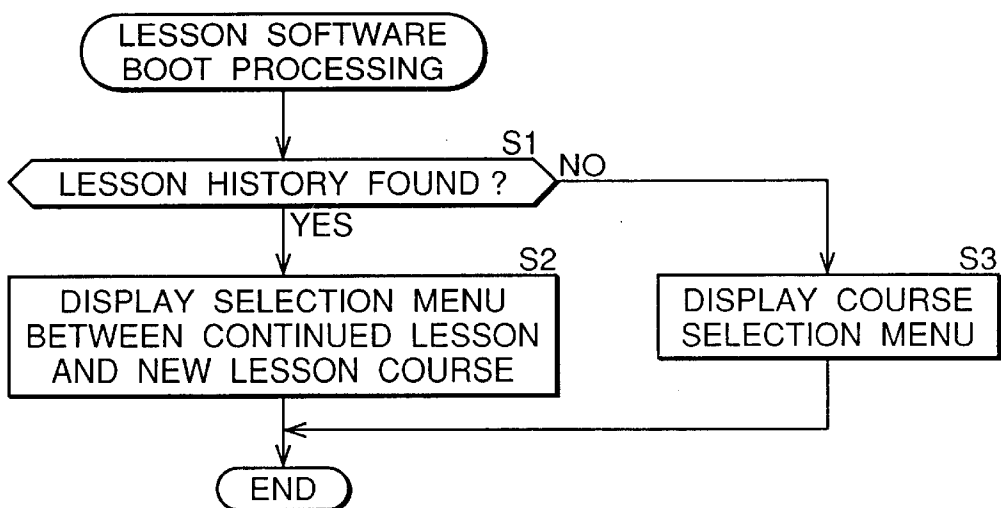 LESSON SOFTWARE
BOOT PROCESSING
S1
LESSON HISTORY FOUND ?
NO
YES
S2
DISPLAY SELECTION MENU
BETWEEN CONTINUED LESSON
AND NEW LESSON COURSE
S3
DISPLAY COURSE
SELECTION MENU
END